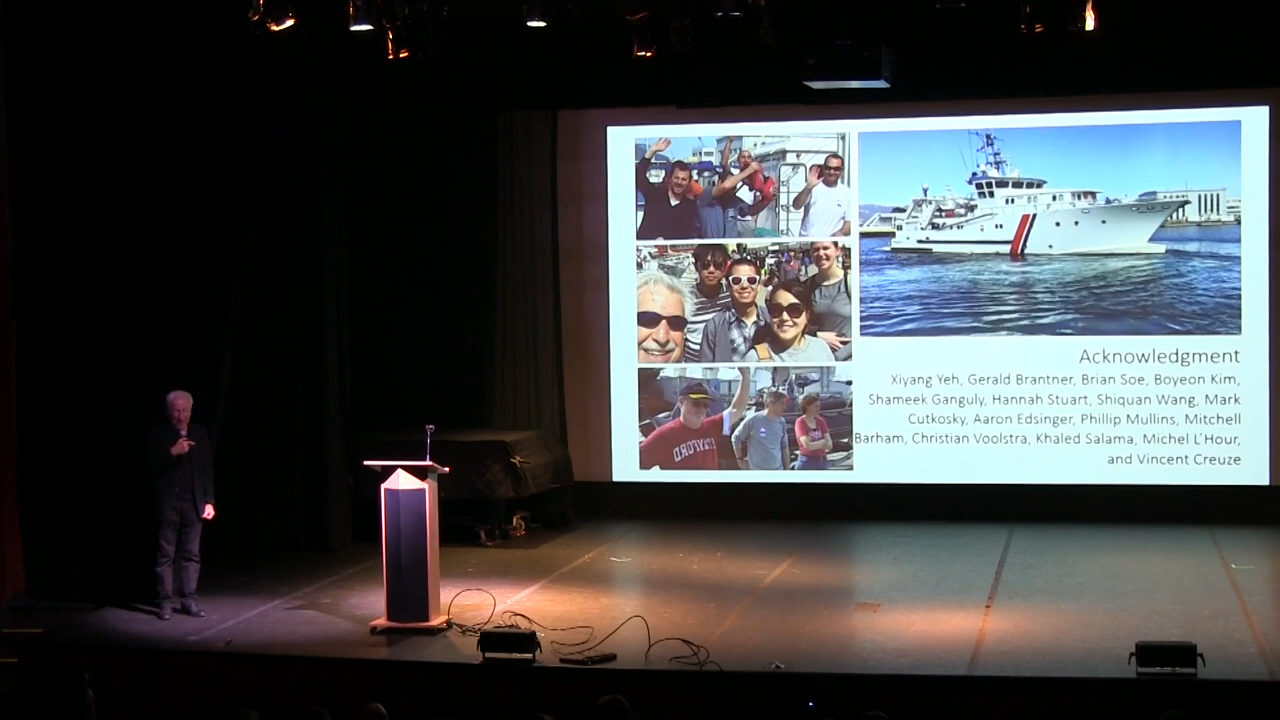 Acknowledgment
Xiyang Yeh, Gerald Brantner, Brian Soe, Boyeon Kim,
Shameek Ganguly, Hannah Stuart, Shiquan Wang, Mark
Cutkosky, Aaron Edsinger, Phillip Mullins, Mitchell
Barham, Christian Voolstra, Khaled Salama, Michel L'Hour,
and Vincent Creuze